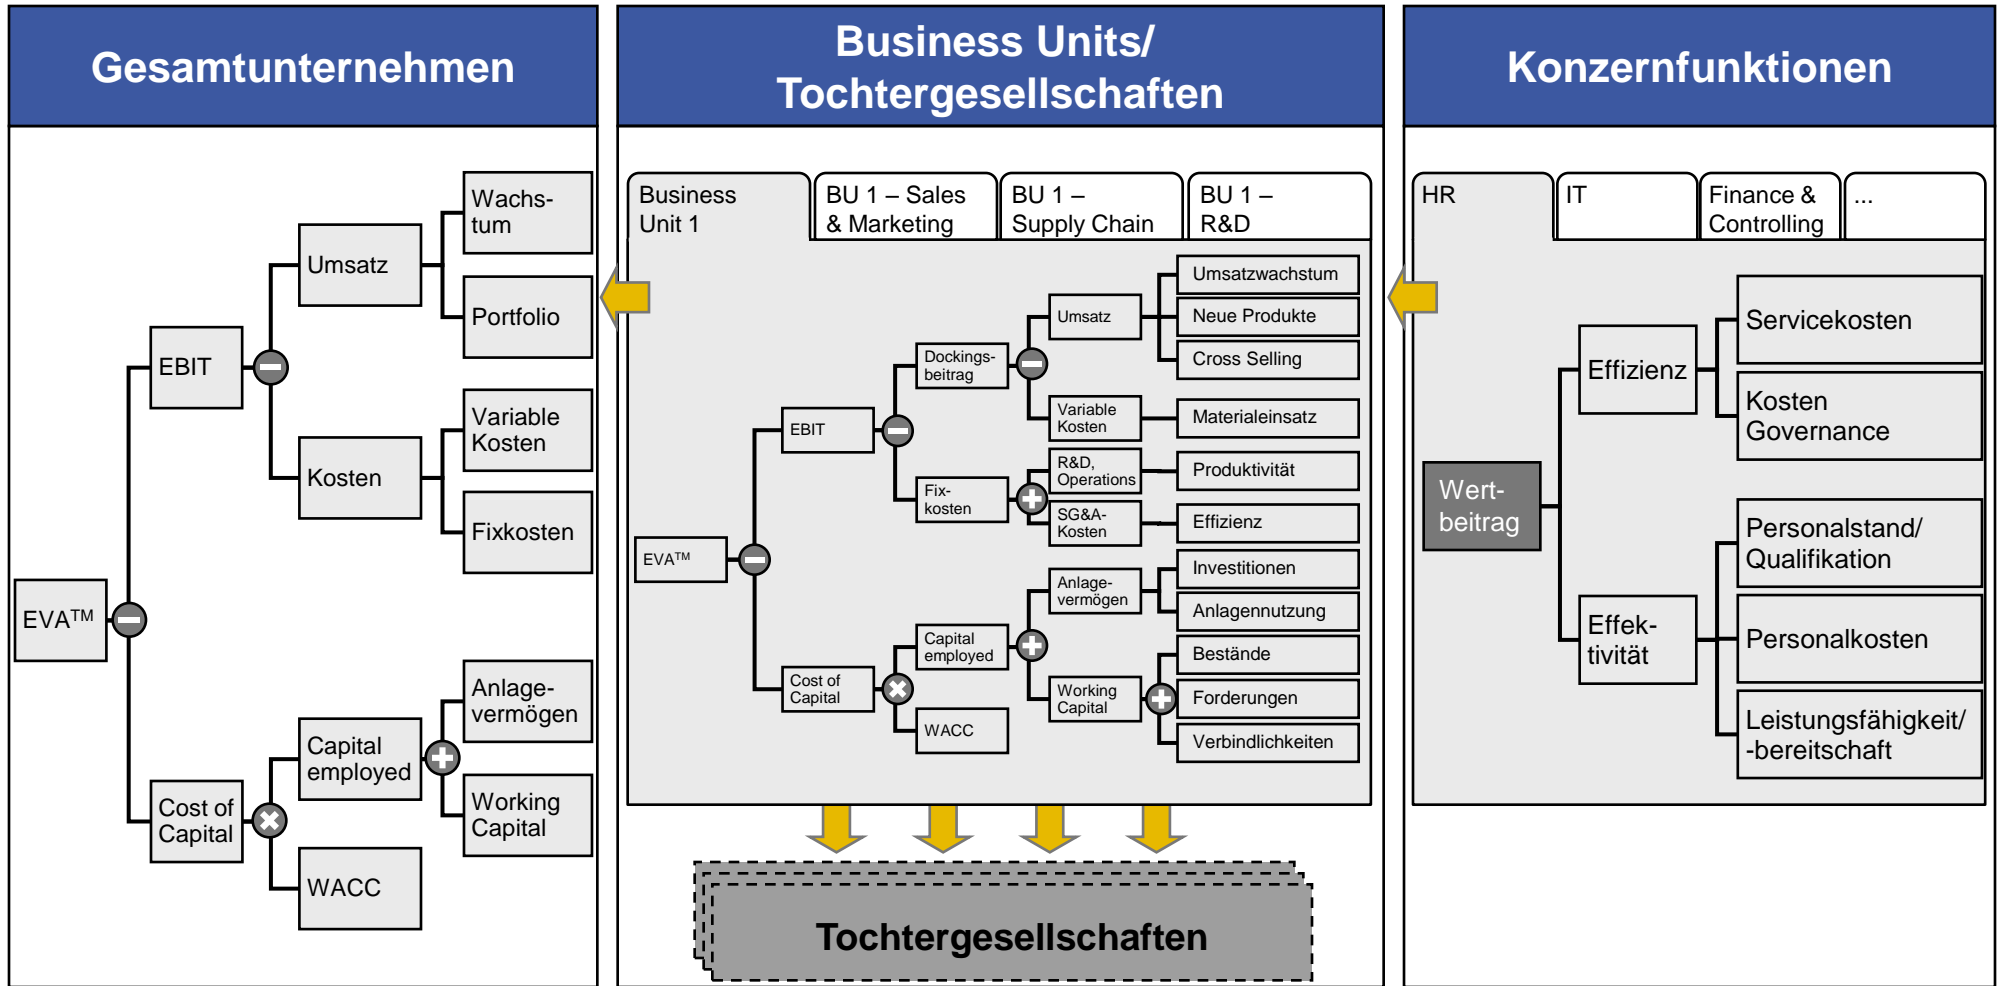 Gesamtunternehmen
Wachs-
tum
Umsatz
Portfolio
EBIT
Variable
Kosten
Kosten
Fixkosten
EVA™
Anlage-
vermögen
Capital
employed
Working
Capital
Cost of
Capital
WACC
Business Units/
Tochtergesellschaften
Business
Unit 1
BU 1 – Sales
& Marketing
BU 1 –
Supply Chain
BU 1 –
R&D
Umsatzwachstum
Umsatz
Neue Produkte
Cross Selling
Dockings-
beitrag
Variable
Kosten
Materialeinsatz
EBIT
R&D,
Operations
Produktivität
Fix-
kosten
SG&A-
Kosten
Effizienz
EVA™
Investitionen
Anlage-
vermögen
Anlagennutzung
Capital
employed
Bestände
Cost of
Capital
Working
Capital
Forderungen
WACC
Verbindlichkeiten
Tochtergesellschaften
Konzernfunktionen
HR
IT
Finance &
Controlling
...
Servicekosten
Effizienz
Kosten
Governance
Wert-
beitrag
Personalstand/
Qualifikation
Effek-
tivität
Personalkosten
Leistungsfähigkeit/
-bereitschaft